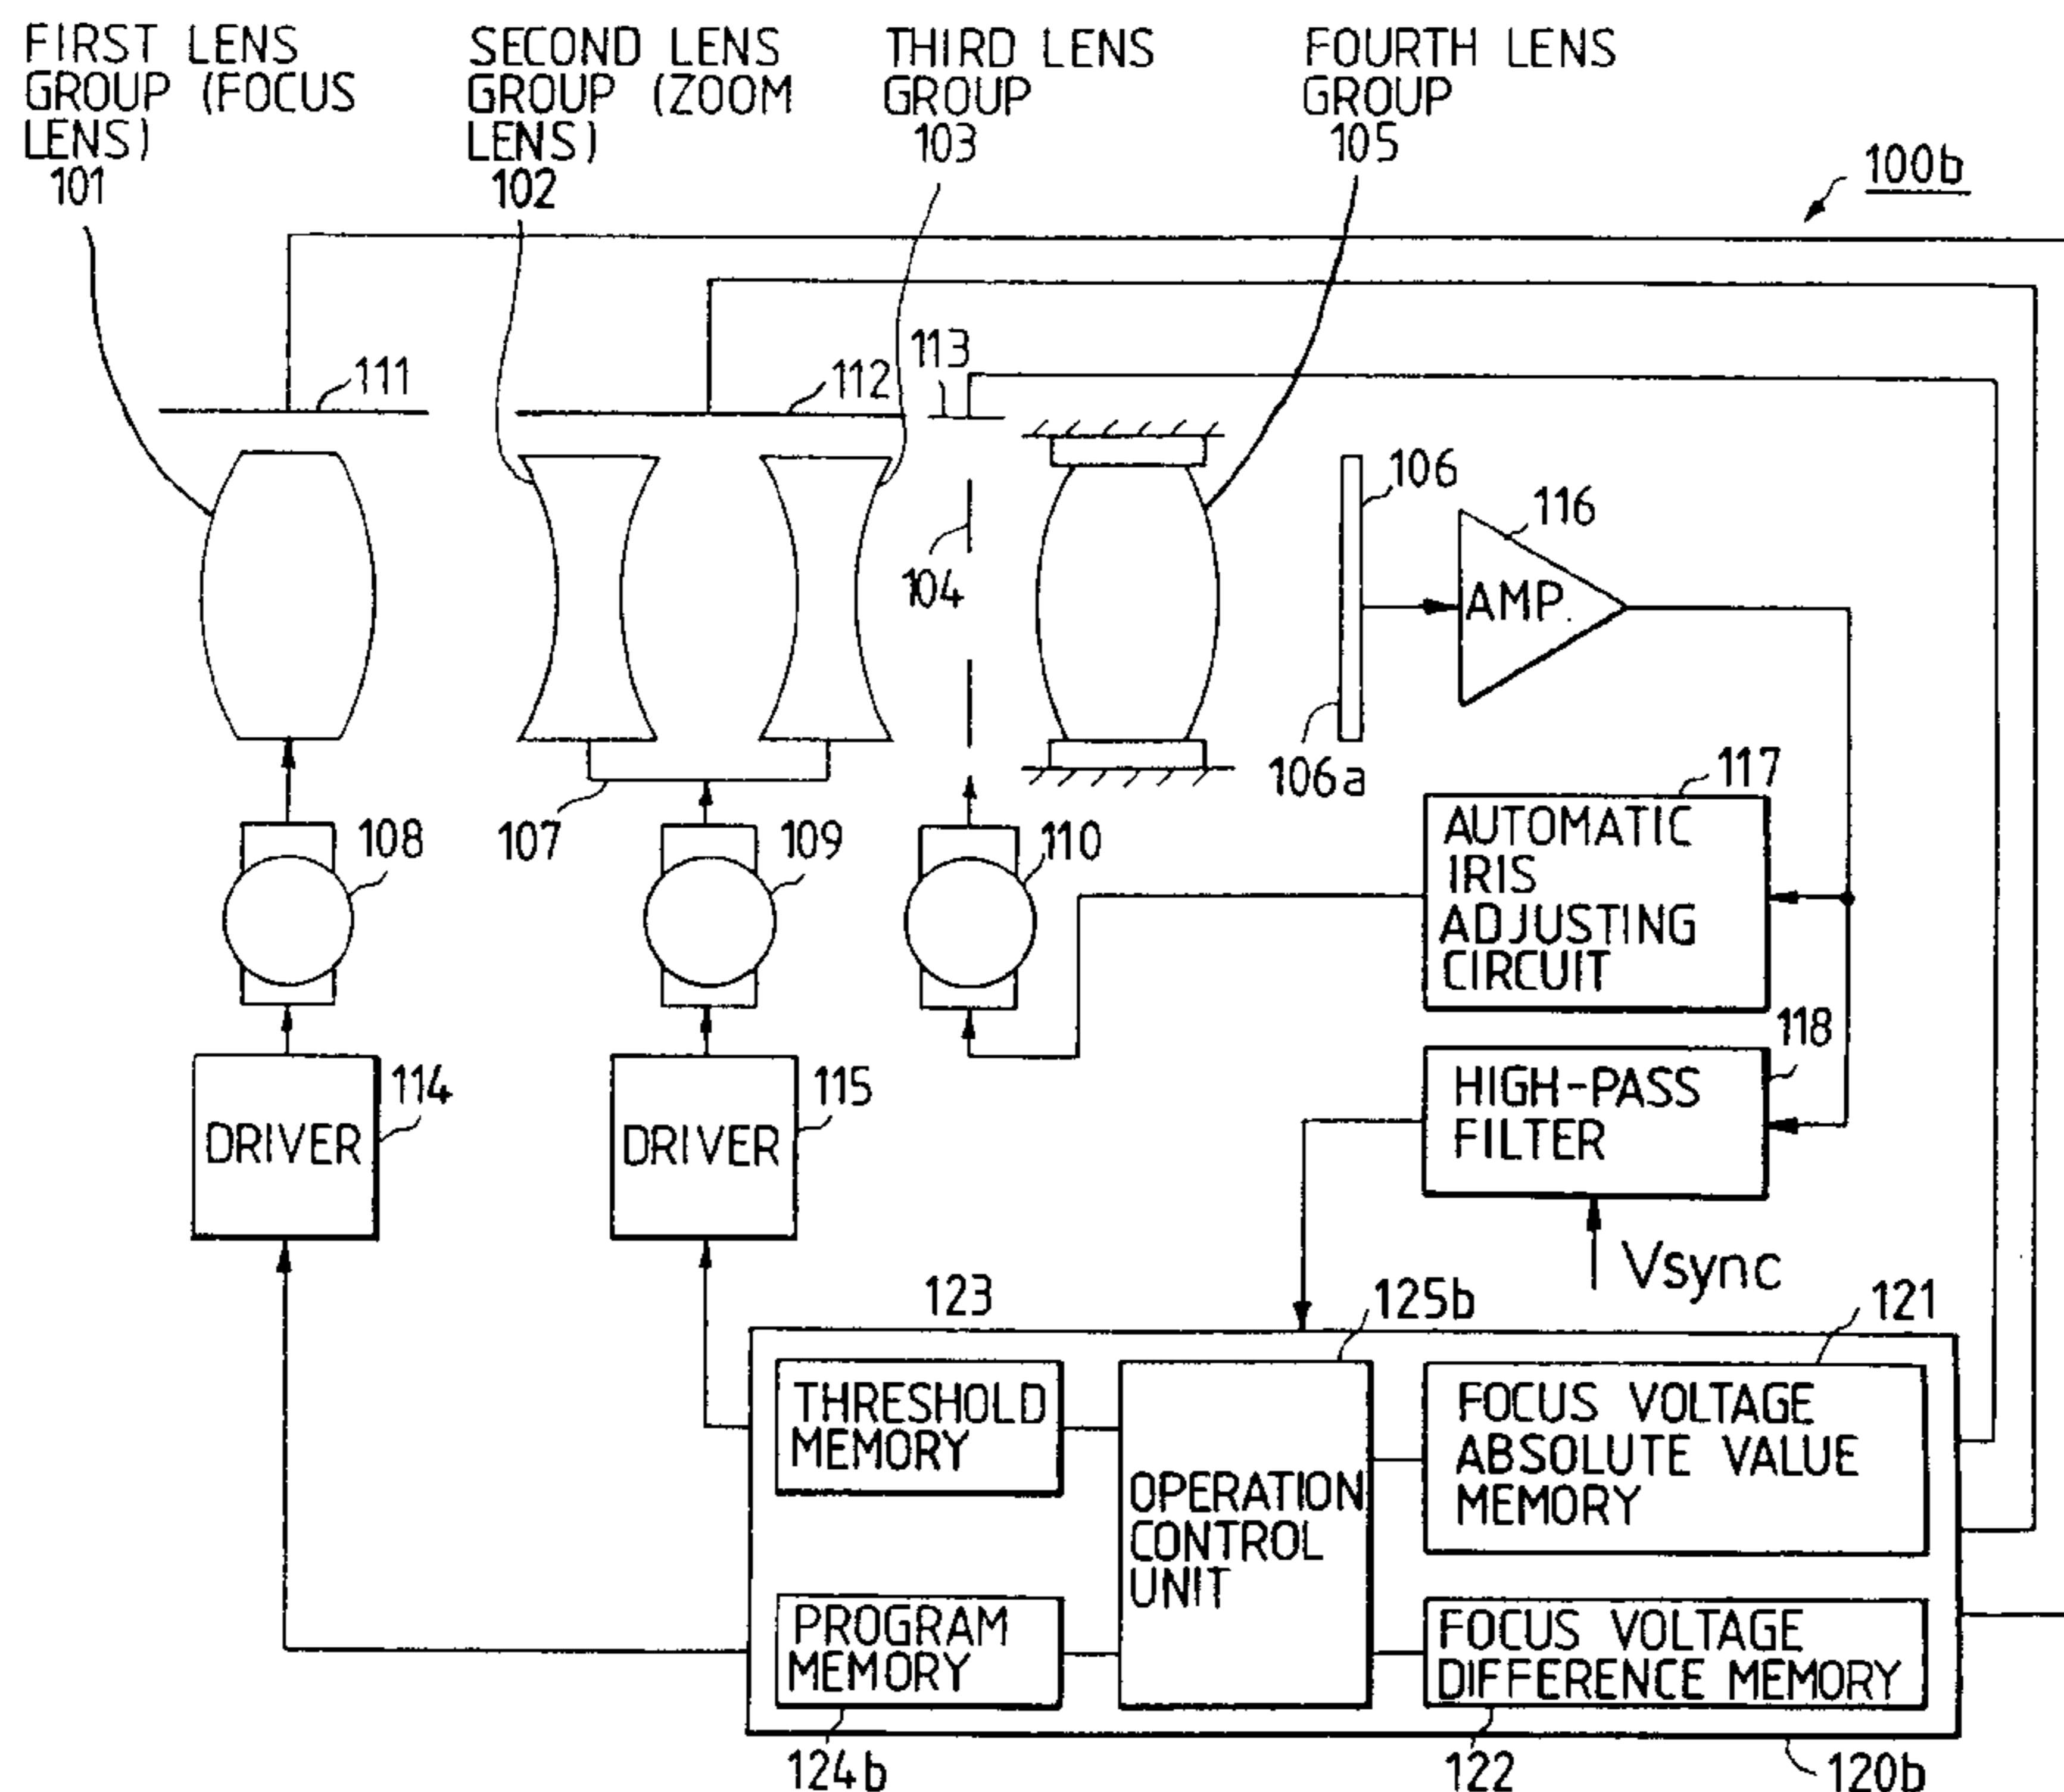 FIRST LENS
GROUP (FOCUS
LENS)
101
SECOND LENS
GROUP (ZOOM
LENS)
102
THIRD LENS
GROUP
103
FOURTH LENS
GROUP
105
100b
111
112
113
104
106
116
AMP.
106a
117
108
107
109
110
AUTOMATIC
IRIS
ADJUSTING
CIRCUIT
118
114
DRIVER
115
DRIVER
HIGH-PASS
FILTER
Vsync
123
125b
121
THRESHOLD
MEMORY
OPERATION
CONTROL
UNIT
FOCUS VOLTAGE
ABSOLUTE VALUE
MEMORY
PROGRAM
MEMORY
FOCUS VOLTAGE
DIFFERENCE MEMORY
124b
122
120b